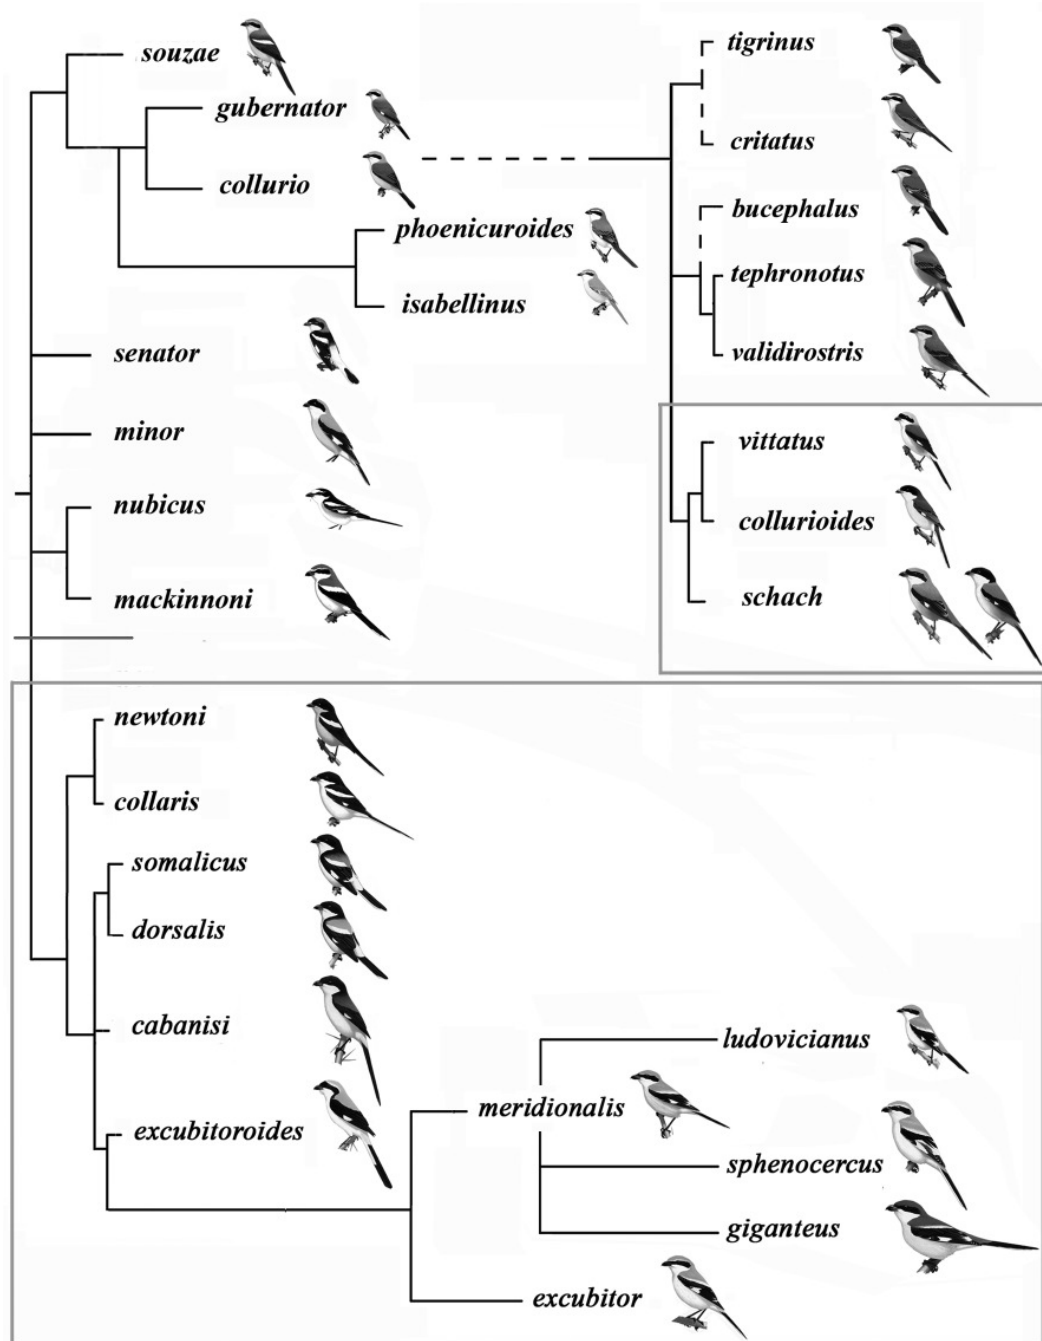 souzae
gubernator
collurio
phoenicuroides
isabellinus
senator
minor
nubicus
mackinnoni
tigrinus
critatus
bucephalus
tephronotus
validirostris
vittatus
collurioides
schach
newtoni
collaris
somalicus
dorsalis
cabanisi
excubitoroides
meridionalis
ludovicianus
sphenocercus
giganteus
excubitor